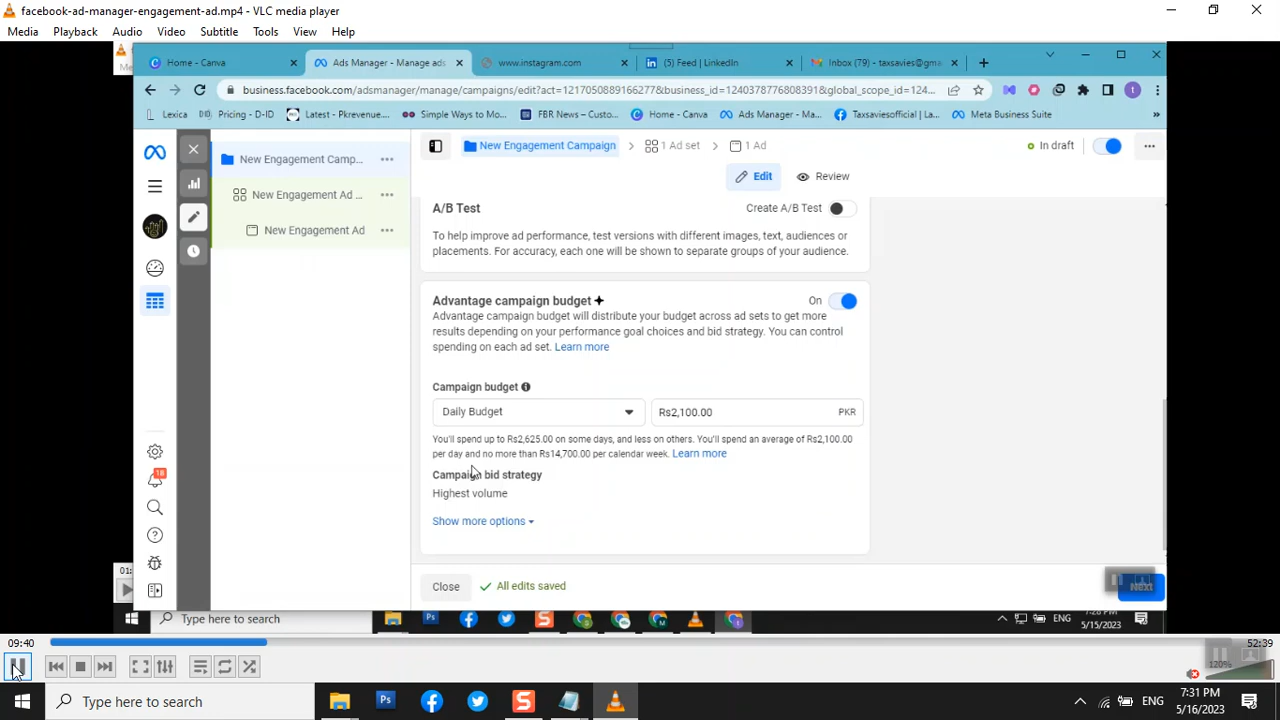 facebook-ad-manager-engagement-ad.mp4 - VLC media player
Media Playback Audio Video Subtitle Tools View Help
Home - Canva
Ads Manager - Manage ads
www.instagram.com
(5) Feed | LinkedIn
Inbox (79) - taxsavies@gma
business.facebook.com/adsmanager/manage/campaigns/edit?act=1217050889166277&business_id=124037877680839​1&global_scope_id=124...
Lexica
Pricing - D-ID
Latest - Pkrevenue...
Simple Ways to Mo...
FBR News – Custo...
Home - Canva
Ads Manager - Ma...
Taxsaviesofficial | La...
Meta Business Suite
»
New Engagement Camp...
New Engagement Ad ...
New Engagement Ad
New Engagement Campaign
1 Ad set
1 Ad
In draft
Edit
Review
A/B Test
Create A/B Test
To help improve ad performance, test versions with different images, text, audiences or
placements. For accuracy, each one will be shown to separate groups of your audience.
Advantage campaign budget
On
Advantage campaign budget will distribute your budget across ad sets to get more
results depending on your performance goal choices and bid strategy. You can control
spending on each ad set. Learn more
Campaign budget
Daily Budget
Rs2,100.00
PKR
You'll spend up to Rs2,625.00 on some days, and less on others. You'll spend an average of Rs2,100.00
per day and no more than Rs14,700.00 per calendar week. Learn more
Campaign bid strategy
Highest volume
Show more options
18
Close
All edits saved
Next
Type here to search
Ps
ENG
5/15/2023
09:40
52:39
120%
Type here to search
Ps
ENG
7:31 PM
5/16/2023